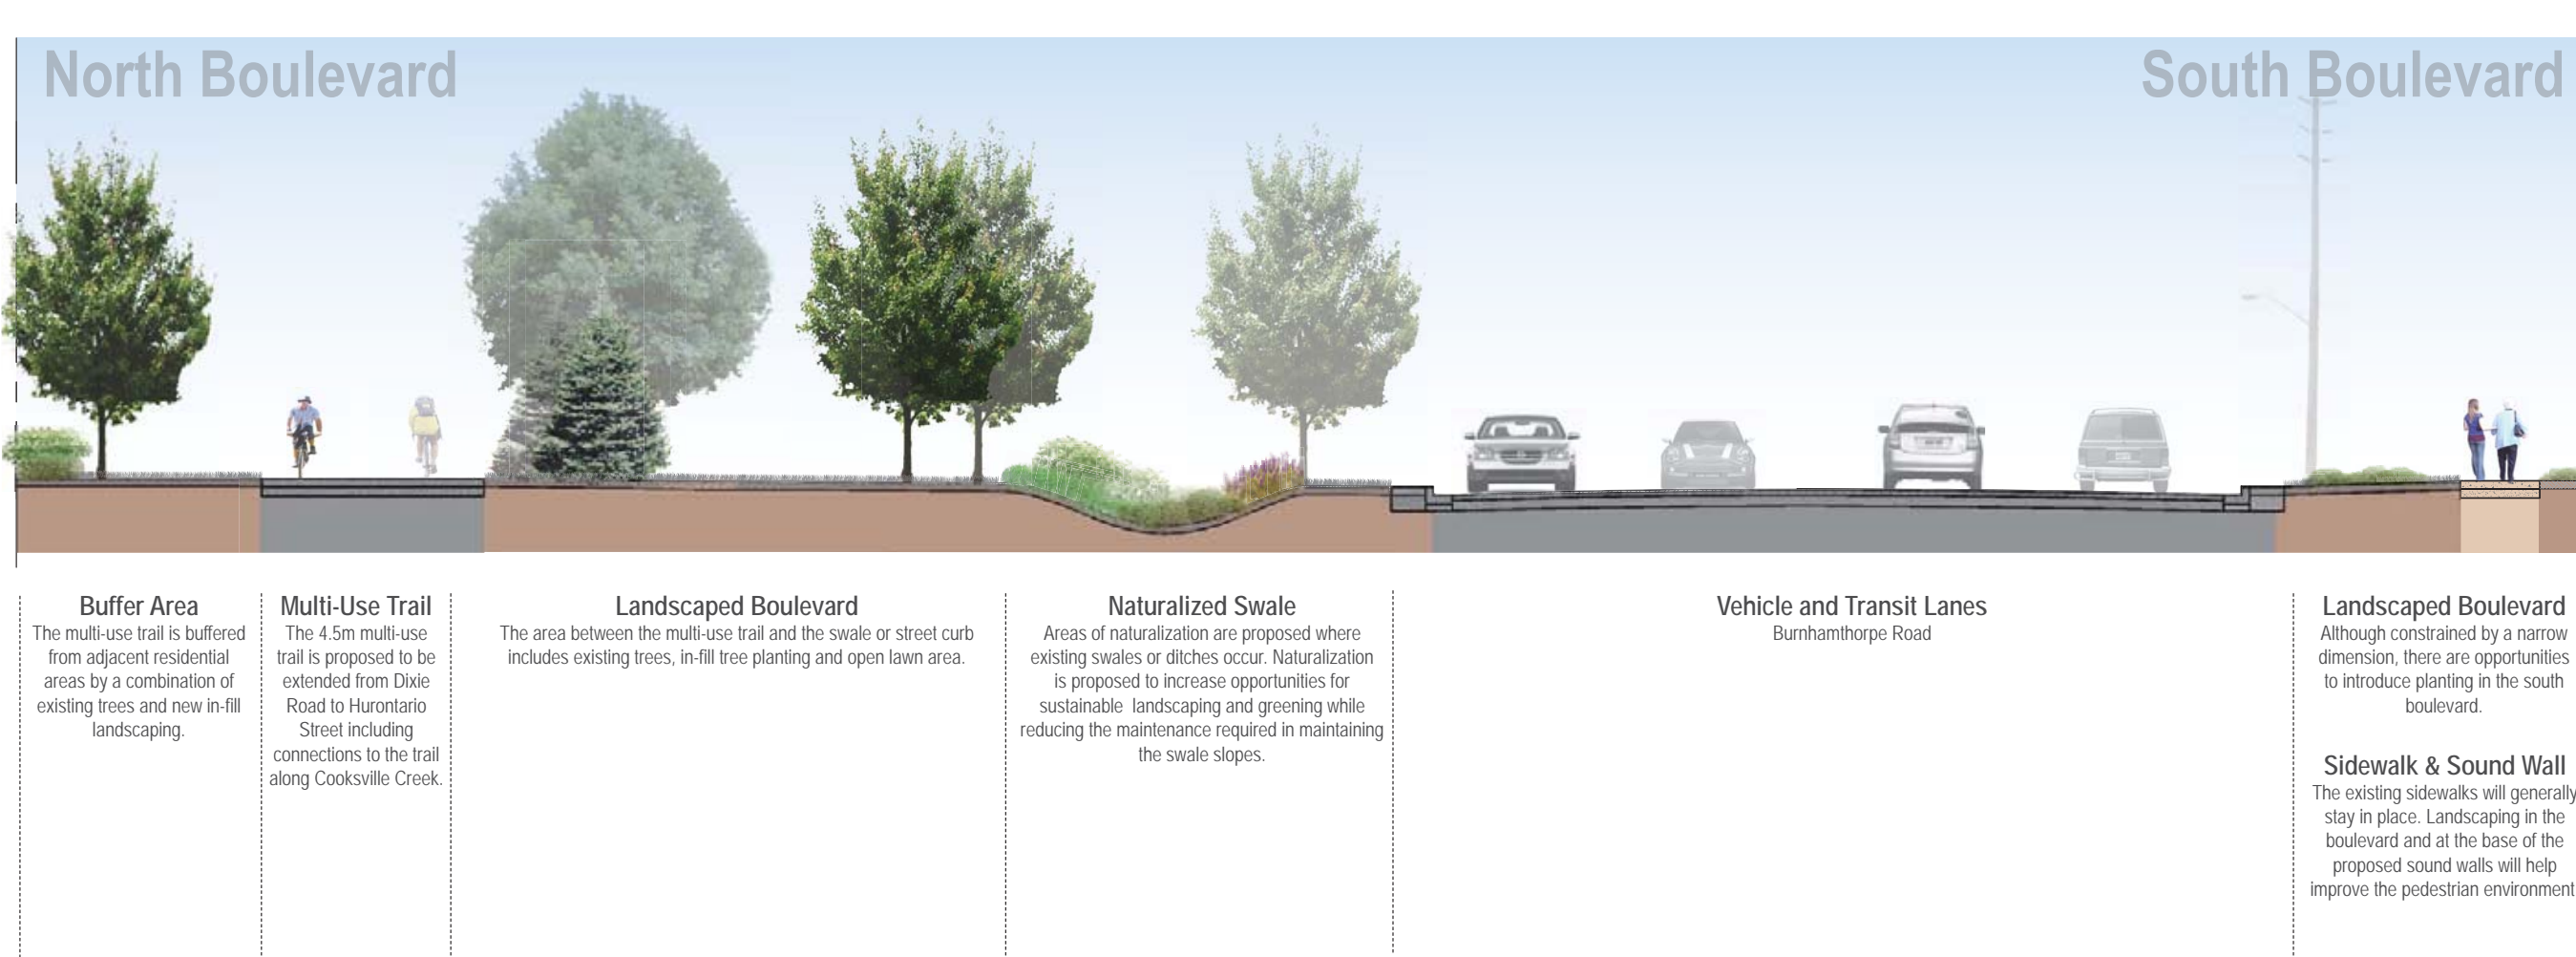 North Boulevard
South Boulevard
Buffer Area
The multi-use trail is buffered
from adjacent residential
areas by a combination of
existing trees and new in-fill
landscaping.
Multi-Use Trail
The 4.5m multi-use
trail is proposed to be
extended from Dixie
Road to Hurontario
Street including
connections to the trail
along Cooksville Creek.
Landscaped Boulevard
The area between the multi-use trail and the swale or street curb
includes existing trees, in-fill tree planting and open lawn area.
Naturalized Swale
Areas of naturalization are proposed where
existing swales or ditches occur. Naturalization
is proposed to increase opportunities for
sustainable landscaping and greening while
reducing the maintenance required in maintaining
the swale slopes.
Vehicle and Transit Lanes
Burnhamthorpe Road
Landscaped Boulevard
Although constrained by a narrow
dimension, there are opportunities
to introduce planting in the south
boulevard.
Sidewalk & Sound Wall
The existing sidewalks will generally
stay in place. Landscaping in the
boulevard and at the base of the
proposed sound walls will help
improve the pedestrian environment